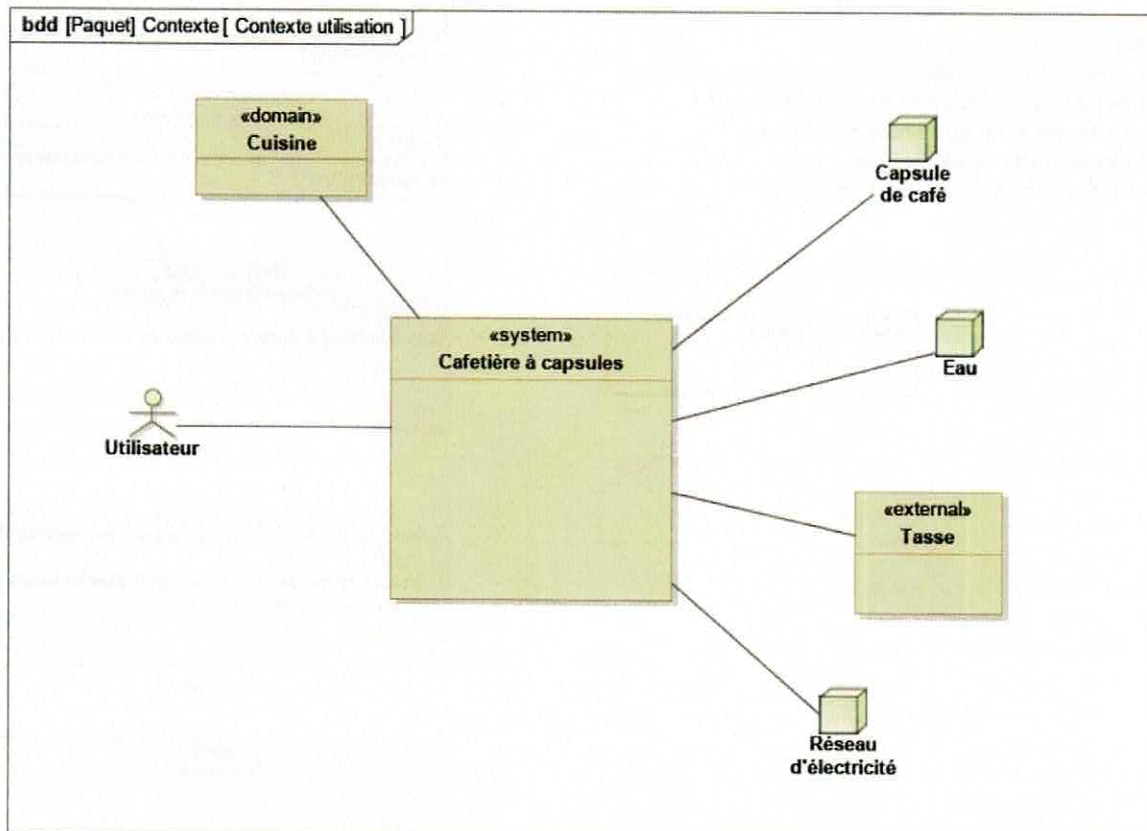 bdd [Paquet] Contexte [ Contexte utilisation ]
«domain»
Cuisine
Capsule
de café
«system»
Cafetière à capsules
Eau
Utilisateur
«external»
Tasse
Réseau
d'électricité